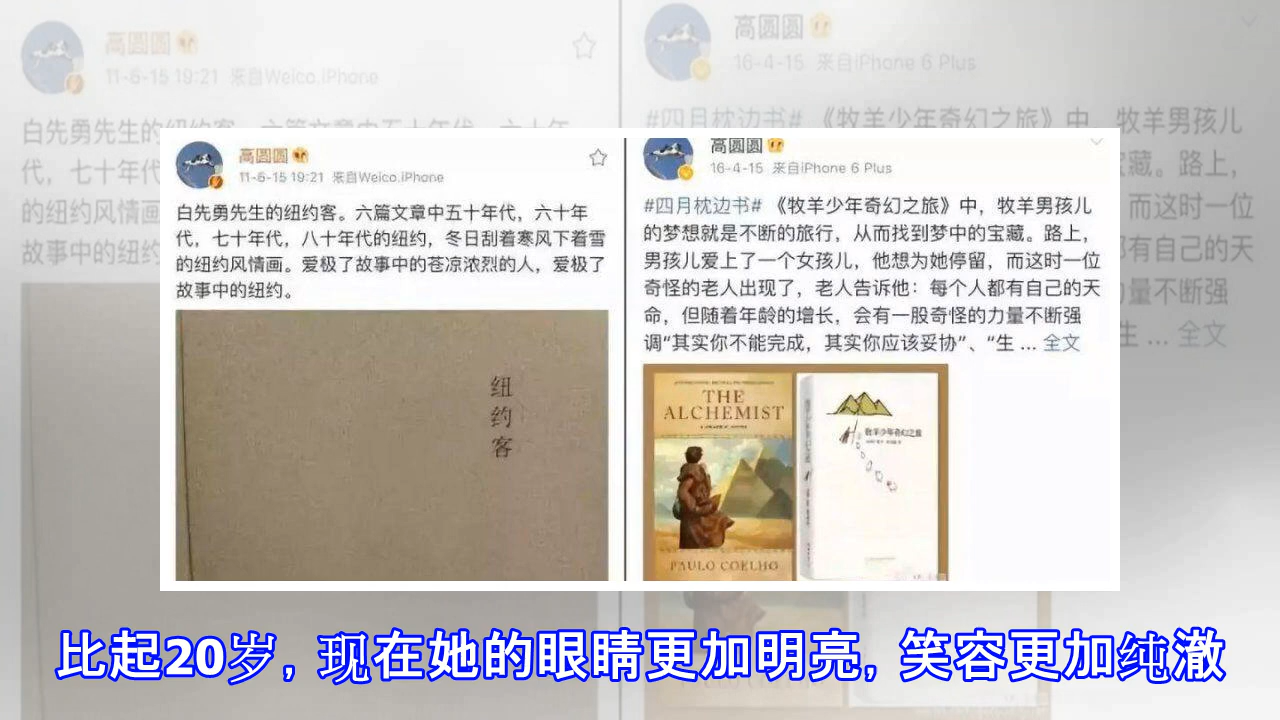 高圆圆
11-6-15 19:21 来自Weico.iPhone
白先勇先生的纽约客。六篇文章中五十年代，六十年
代，七十年代，八十年代的纽约，冬日刮着寒风下着雪
的纽约风情画。爱极了故事中的苍凉浓烈的人，爱极了
故事中的纽约。
纽约客
高圆圆
16-4-15 来自iPhone 6 Plus
#四月枕边书# 《牧羊少年奇幻之旅》中，牧羊男孩儿
的梦想就是不断的旅行，从而找到梦中的宝藏。路上，
男孩儿爱上了一个女孩儿，他想为她停留，而这时一位
奇怪的老人出现了，老人告诉他：每个人都有自己的天
命，但随着年龄的增长，会有一股奇怪的力量不断强
调“其实你不能完成，其实你应该妥协”、“生 ... 全文
THE
ALCHEMIST
PAULO COELHO
牧羊少年奇幻之旅
比起20岁，现在她的眼睛更加明亮，笑容更加纯澈